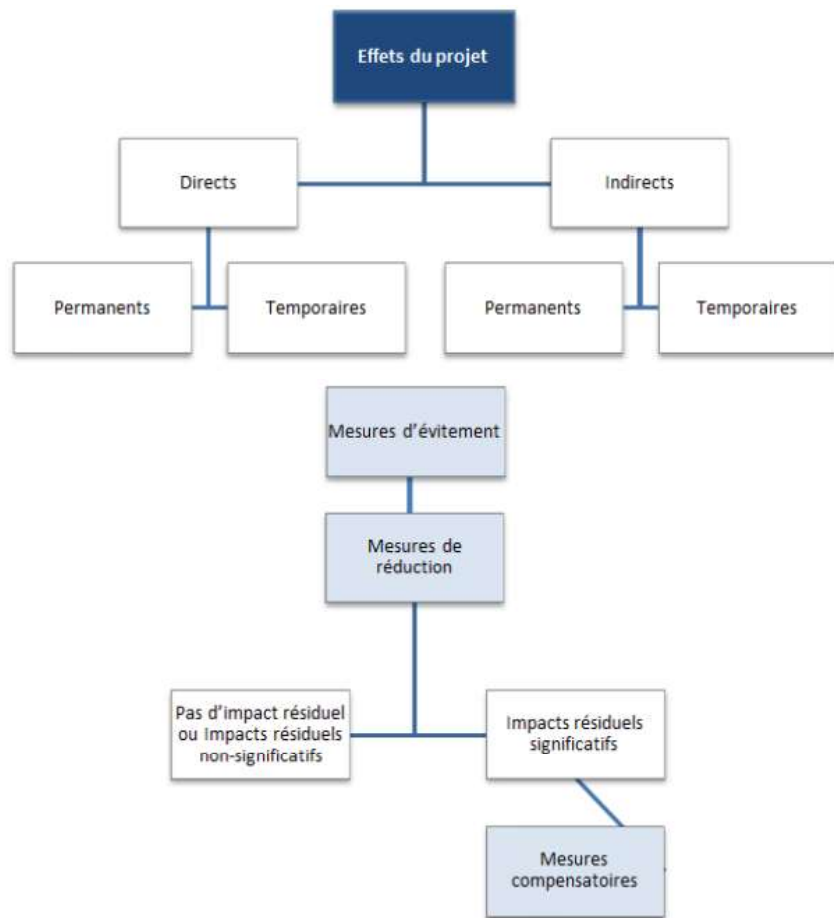 Effets du projet
Directs
Indirects
Permanents
Temporaires
Permanents
Temporaires
Mesures d’évitement
Mesures de
réduction
Pas d’impact résiduel
ou Impacts résiduels
non-significatifs
Impacts résiduels
significatifs
Mesures
compensatoires